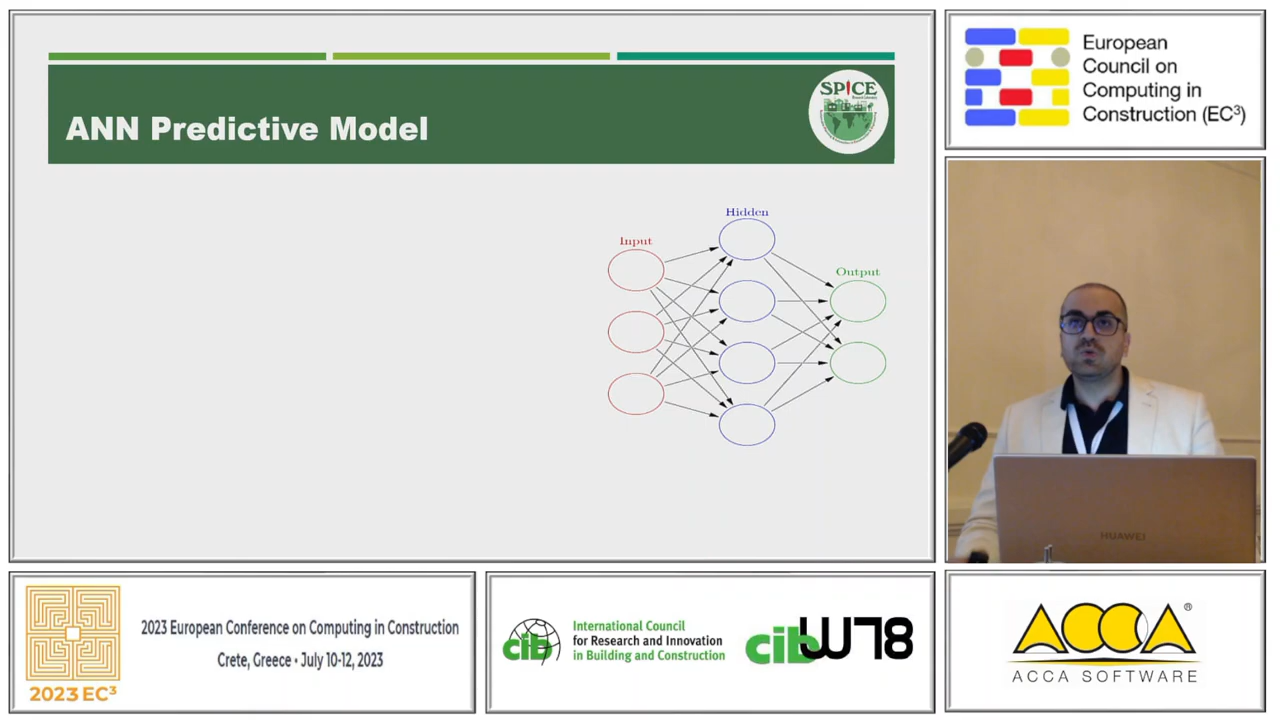 ANN Predictive Model
SPICE
Input
Hidden
Output
European
Council on
Computing in
Construction (EC³)
HUAWEI
2023 EC³
2023 European Conference on Computing in Construction
Crete, Greece • July 10-12, 2023
cib
International Council
for Research and Innovation
in Building and Construction
cib W78
ACCA®
ACCA SOFTWARE